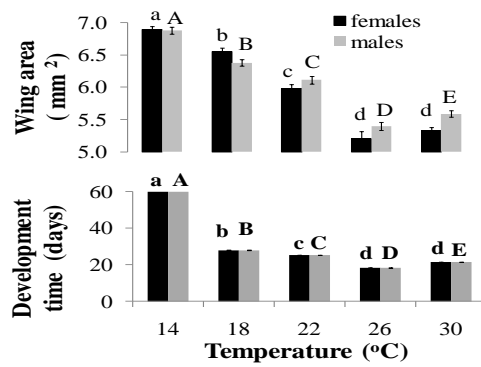 7.0
6.5
6.0
5.5
5.0
Wing area
( mm 2)
a A
b B
c C
d D
d E
females
males
60
40
20
0
Development
time (days)
a A
b B
c C
d D
d E
14 18 22 26 30
Temperature (oC)